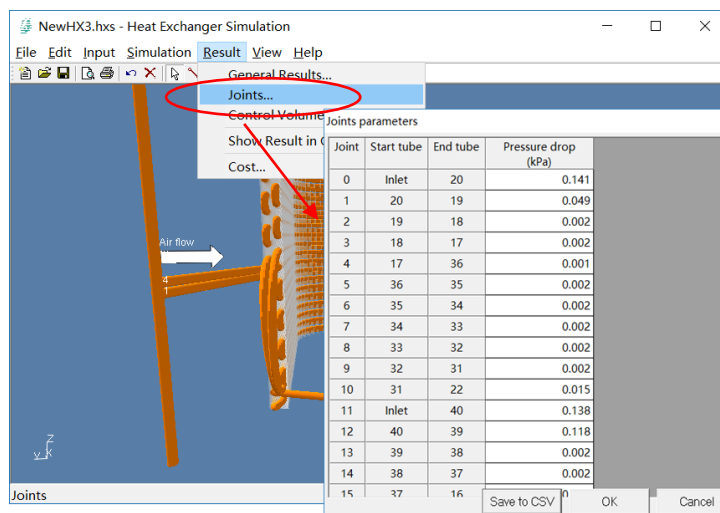 NewHX3.hxs - Heat Exchanger Simulation
File Edit Input Simulation Result View Help
General Results...
Joints...
Control Volume
Show Result in
Cost...
Joints parameters
Joint Start tube End tube Pressure drop
(kPa)
0 Inlet 20 0.141
1 20 19 0.049
2 19 18 0.002
3 18 17 0.002
4 17 36 0.001
5 36 35 0.002
6 35 34 0.002
7 34 33 0.002
8 33 32 0.002
9 32 31 0.002
10 31 22 0.015
11 Inlet 40 0.138
12 40 39 0.118
13 39 38 0.002
14 38 37 0.002
15 37 16
Air flow
4
1
Z
Y X
Joints
Save to CSV OK Cancel